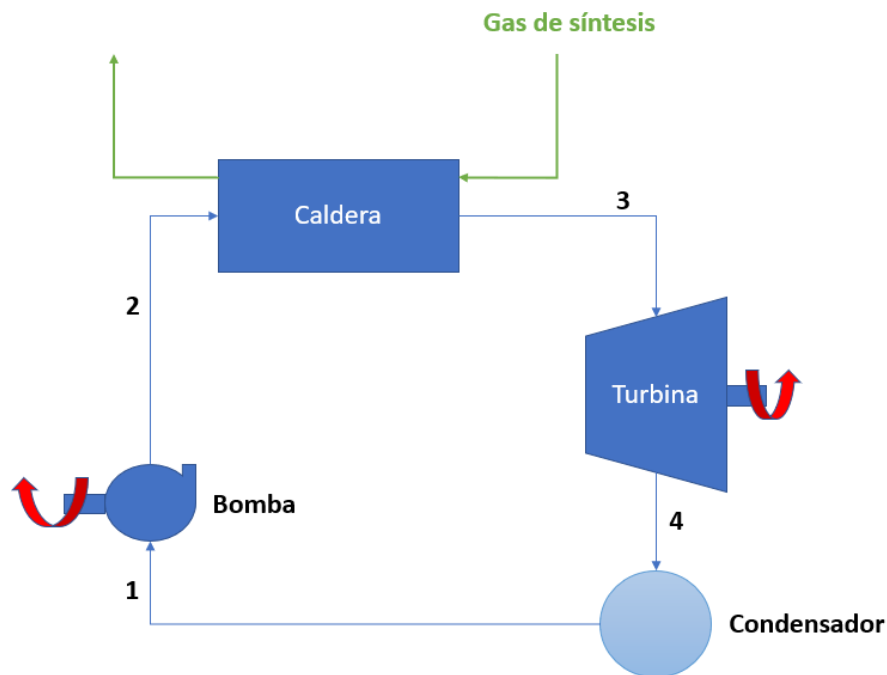 Gas de síntesis
Caldera
3
2
Turbina
Bomba
4
1
Condensador